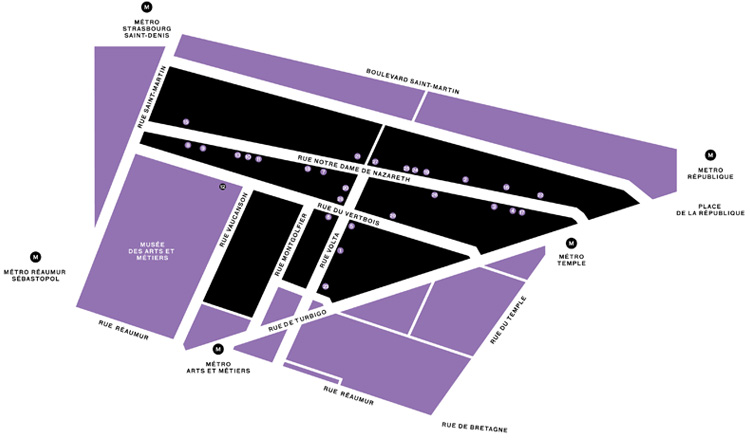 M
MÉTRO
STRASBOURG
SAINT-DENIS
BOULEVARD SAINT-MARTIN
RUE SAINT-MARTIN
M
METRO
RÉPUBLIQUE
RUE NOTRE DAME DE NAZARETH
PLACE
DE LA RÉPUBLIQUE
12
RUE DU VERTBOIS
RUE VAUCANSON
RUE MONTGOLFIER
RUE VOLTA
MUSÉE
DES ARTS ET
MÉTIERS
M
MÉTRO
TEMPLE
M
MÉTRO RÉAUMUR
SÉBASTOPOL
RUE RÉAUMUR
RUE DE TURBIGO
RUE DU TEMPLE
M
MÉTRO
ARTS ET MÉTIERS
RUE RÉAUMUR
RUE DE BRETAGNE